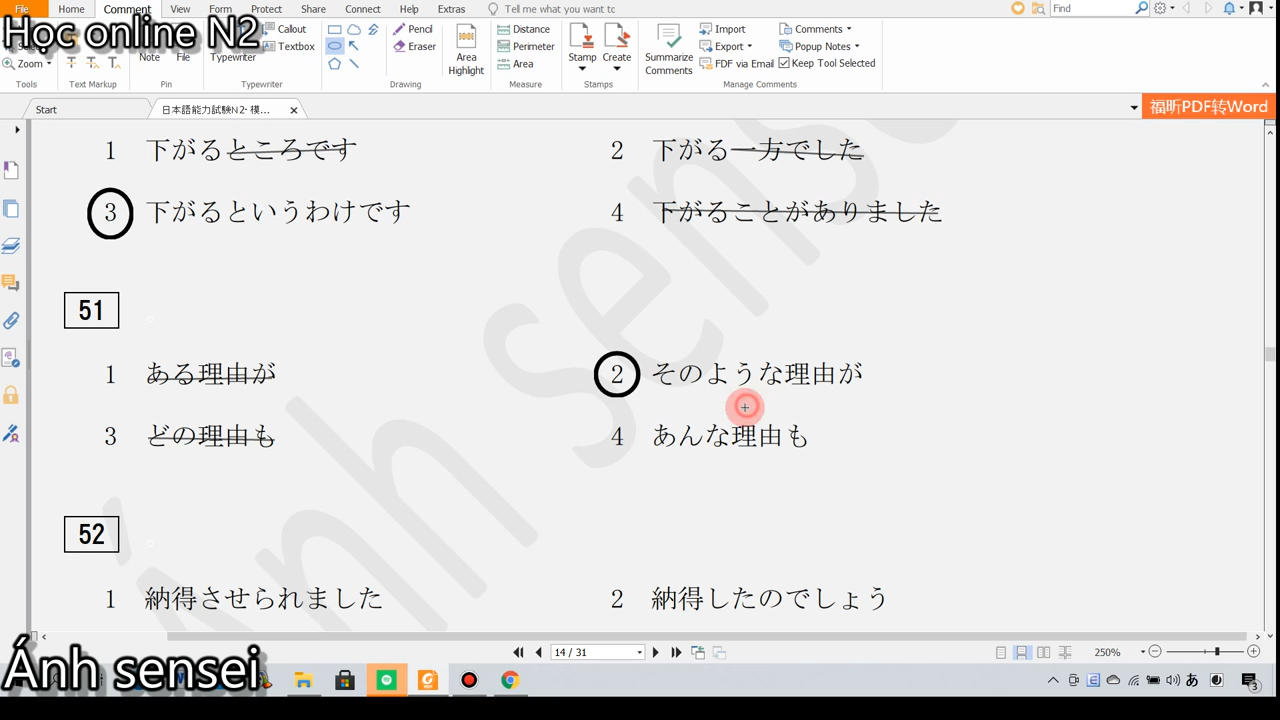 File Home Comment View Form Protect Share Connect Help Extras Tell me what you want to Find
Học online N2
Callout Pencil Distance Import Comments
Textbox Eraser Perimeter Export Popup Notes
Zoom Typewriter Note File Area Highlight Area Stamp Create Summarize Comments FDF via Email Keep Tool Selected
Tools Text Markup Pin Typewriter Drawing Measure Stamps Manage Comments
Start 日本語能力試験N2- 模... 福昕PDF转Word
1 下がるところです 2 下がる一方でした
3 下がるというわけです 4 下がることがありました
51
1 ある理由が 2 そのような理由が
3 どの理由も 4 あんな理由も
52
1 納得させられました 2 納得したのでしょう
Ánh sensei
14 / 31 250%
Ánh sensei
あ 3